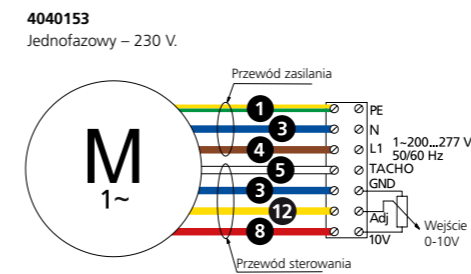 4040153
Jednofazowy – 230 V.
Przewód zasilania
M
1~
1
3
4
5
3
12
8
PE
N
L1
1~200...277 V
50/60 Hz
TACHO
GND
Adj
10V
Wejście
0-10V
Przewód sterowania